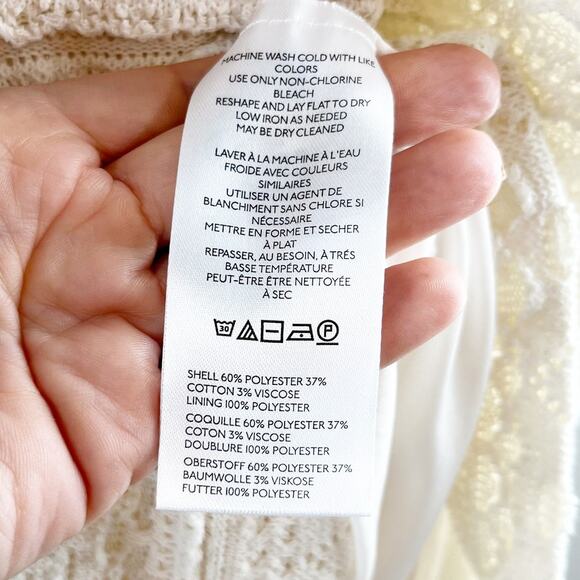 MACHINE WASH COLD WITH LIKE
COLORS
USE ONLY NON-CHLORINE
BLEACH
RESHAPE AND LAY FLAT TO DRY
LOW IRON AS NEEDED
MAY BE DRY CLEANED
LAVER À LA MACHINE À L'EAU
FROIDE AVEC COULEURS
SIMILAIRES
UTILISER UN AGENT DE
BLANCHIMENT SANS CHLORE SI
NÉCESSAIRE
METTRE EN FORME ET SECHER
À PLAT
REPASSER, AU BESOIN, À TRÉS
BASSE TEMPÉRATURE
PEUT-ÊTRE ÊTRE NETTOYÉE
À SEC
30 P
SHELL 60% POLYESTER 37%
COTTON 3% VISCOSE
LINING 100% POLYESTER
COQUILLE 60% POLYESTER 37%
COTON 3% VISCOSE
DOUBLURE 100% POLYESTER
OBERSTOFF 60% POLYESTER 37%
BAUMWOLLE 3% VISKOSE
FUTTER 100% POLYESTER